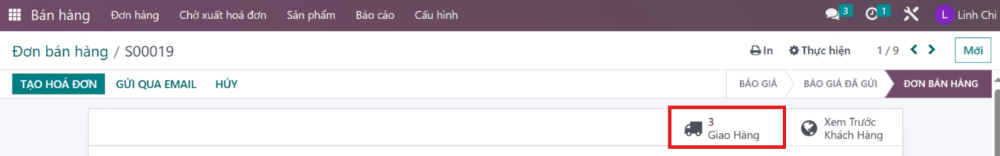 Bán hàng Đơn hàng Chờ xuất hoá đơn Sản phẩm Báo cáo Cấu hình 3 1 L Linh Chi
Đơn bán hàng / S00019 In Thực hiện 1 / 9 Mới
TẠO HOÁ ĐƠN GỬI QUA EMAIL HỦY BÁO GIÁ BÁO GIÁ ĐÃ GỬI ĐƠN BÁN HÀNG
3
Giao Hàng
Xem Trước
Khách Hàng